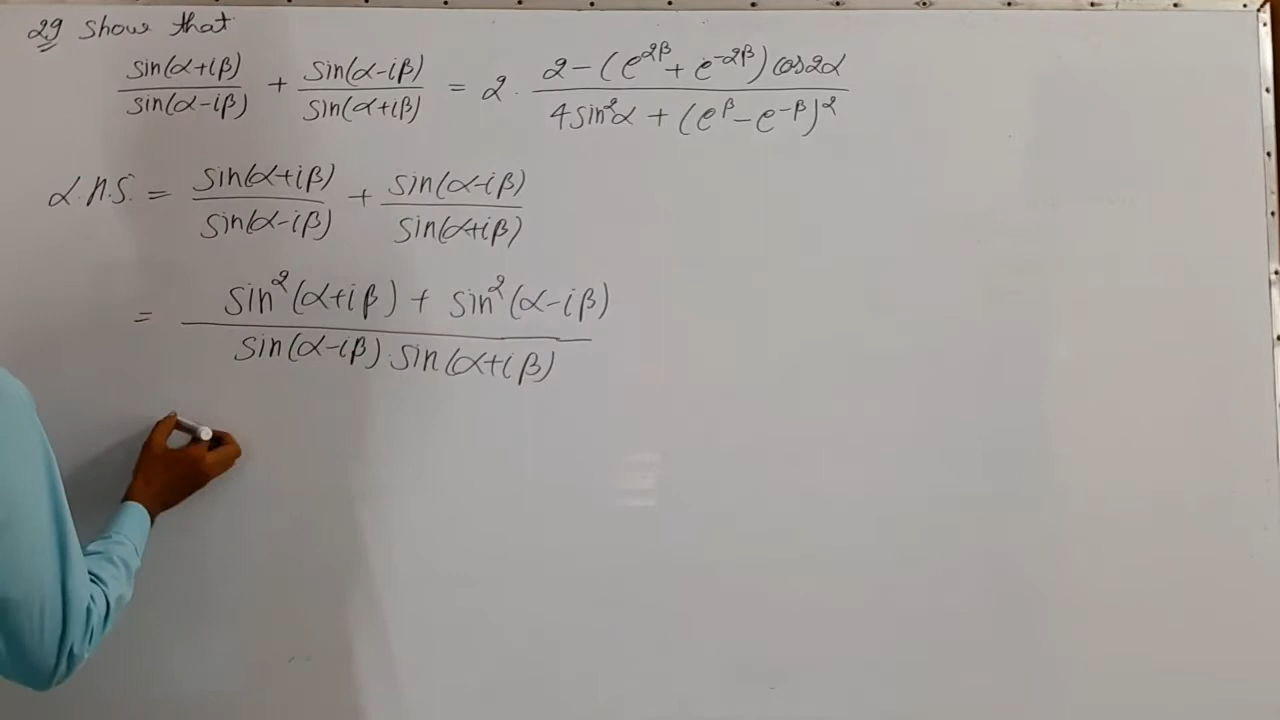 29 Show that
sin(α+iβ)/sin(α-iβ) + sin(α-iβ)/sin(α+iβ) = 2 · (2-(e^{2β}+e^{-2β})cos2α)/(4sin²α+(e^β-e^{-β})²)
L.H.S. = sin(α+iβ)/sin(α-iβ) + sin(α-iβ)/sin(α+iβ)
= (sin²(α+iβ)+sin²(α-iβ))/(sin(α-iβ)·sin(α+iβ))